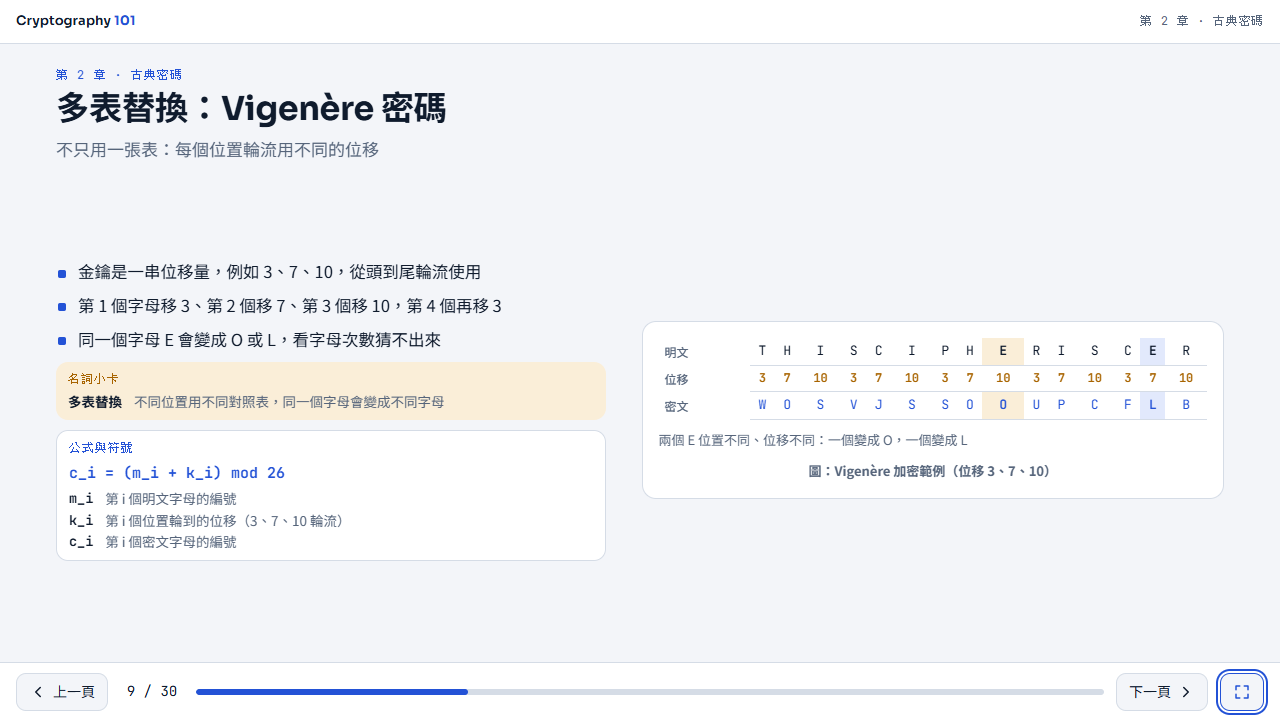 Cryptography 101
第 2 章 · 古典密碼
第 2 章 · 古典密碼
多表替換：Vigenère 密碼
不只用一張表：每個位置輪流用不同的位移
金鑰是一串位移量，例如 3、7、10，從頭到尾輪流使用
第 1 個字母移 3、第 2 個移 7、第 3 個移 10，第 4 個再移 3
同一個字母 E 會變成 O 或 L，看字母次數猜不出來
名詞小卡
多表替換 不同位置用不同對照表，同一個字母會變成不同字母
公式與符號
c_i = (m_i + k_i) mod 26
m_i 第 i 個明文字母的編號
k_i 第 i 個位置輪到的位移（3、7、10 輪流）
c_i 第 i 個密文字母的編號
明文 T H I S C I P H E R I S C E R
位移 3 7 10 3 7 10 3 7 10 3 7 10 3 7 10
密文 W O S V J S S O O U P C F L B
兩個 E 位置不同、位移不同：一個變成 O，一個變成 L
圖：Vigenère 加密範例（位移 3、7、10）
上一頁
9 / 30
下一頁